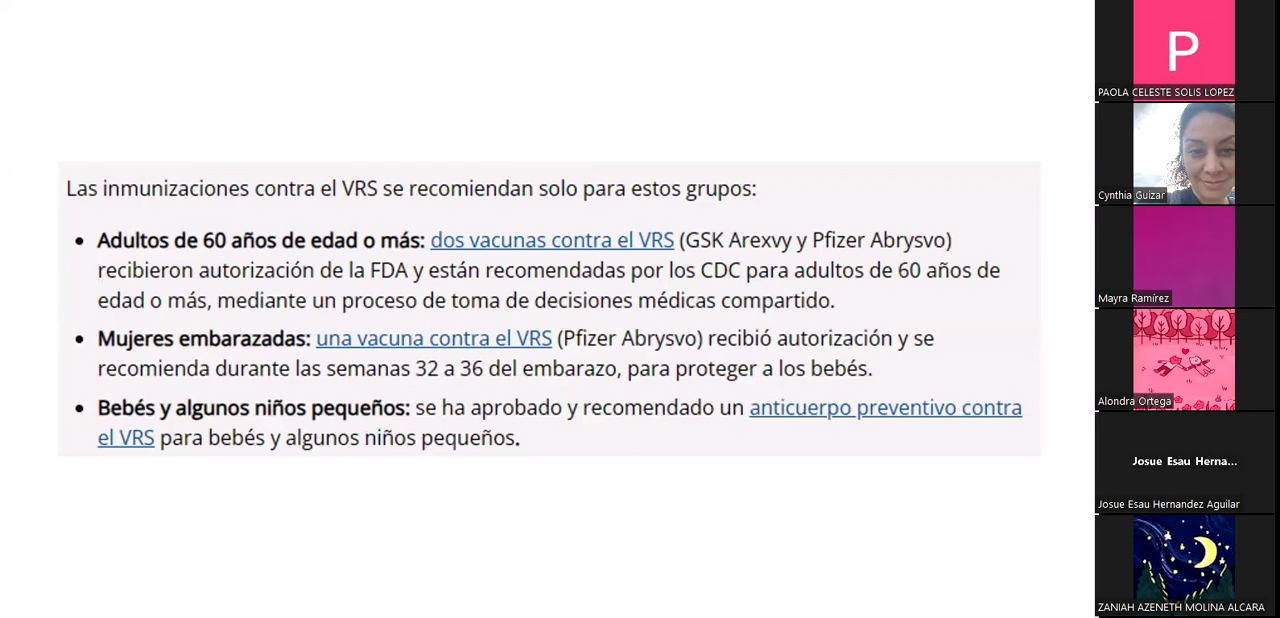 Las inmunizaciones contra el VRS se recomiendan solo para estos grupos:
• Adultos de 60 años de edad o más: dos vacunas contra el VRS (GSK Arexvy y Pfizer Abrysvo)
recibieron autorización de la FDA y están recomendadas por los CDC para adultos de 60 años de
edad o más, mediante un proceso de toma de decisiones médicas compartido.
• Mujeres embarazadas: una vacuna contra el VRS (Pfizer Abrysvo) recibió autorización y se
recomienda durante las semanas 32 a 36 del embarazo, para proteger a los bebés.
• Bebés y algunos niños pequeños: se ha aprobado y recomendado un anticuerpo preventivo contra
el VRS para bebés y algunos niños pequeños.
P
PAOLA CELESTE SOLIS LOPEZ
Cynthia Guizar
Mayra Ramírez
Alondra Ortega
Josue Esau Herna...
Josue Esau Hernandez Aguilar
ZANIAH AZENETH MOLINA ALCARA